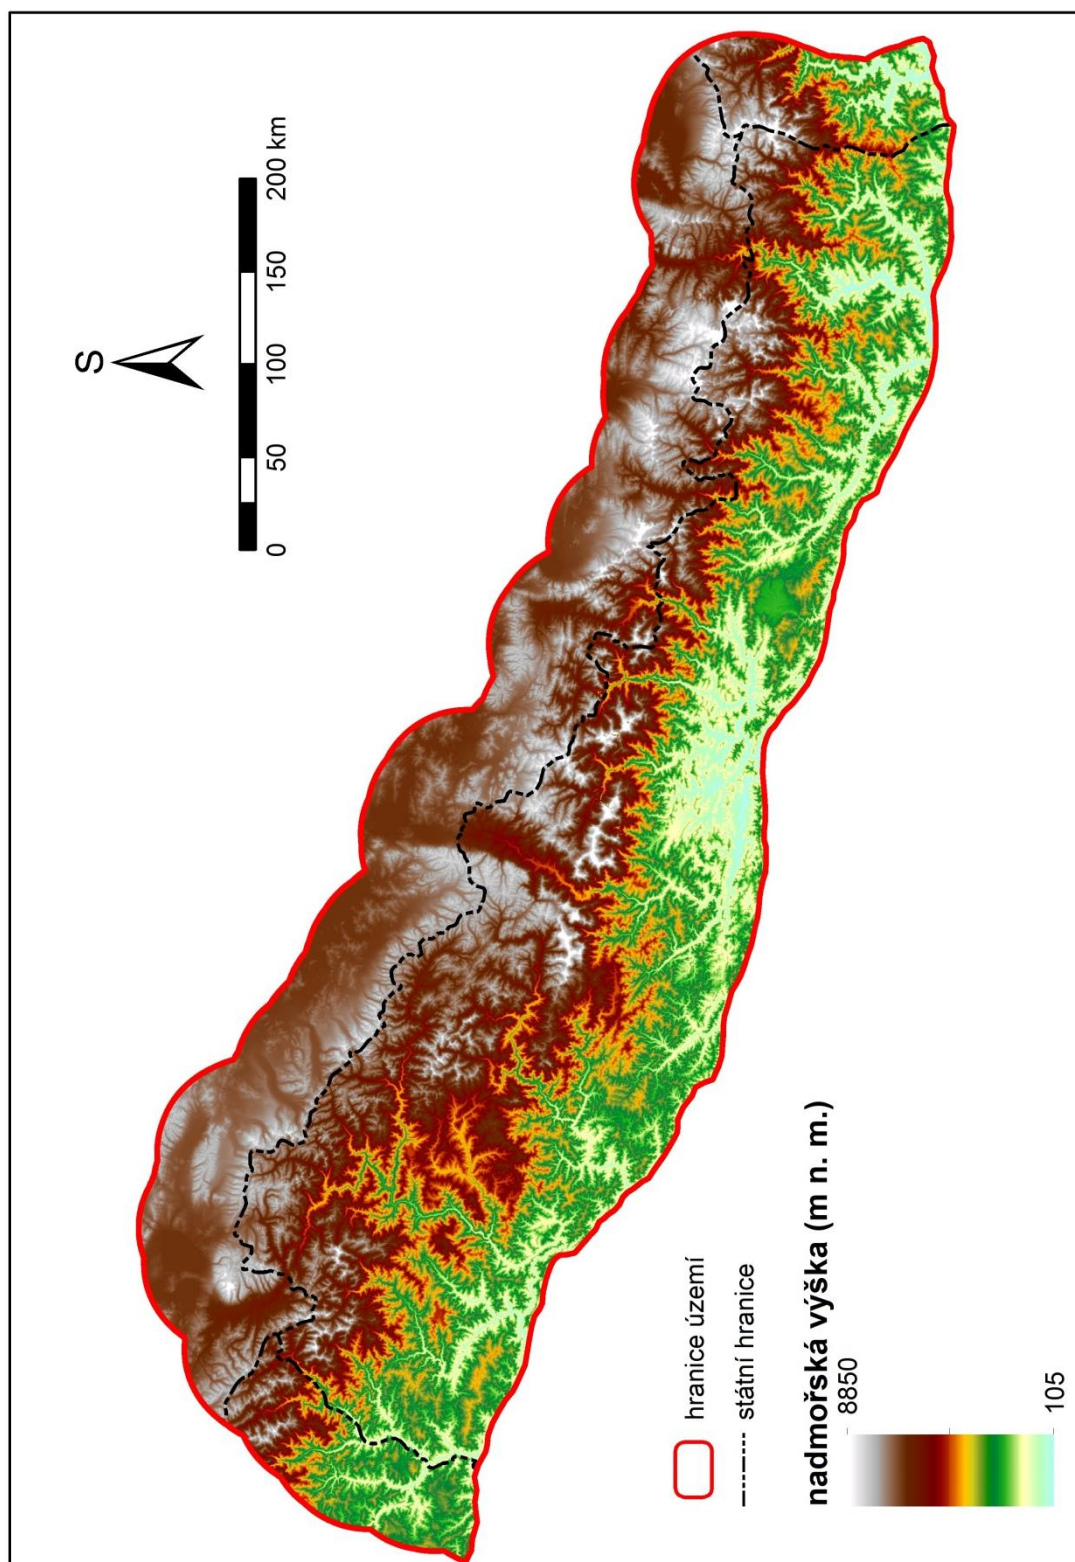 S
0 50 100 150 200 km
hranice území
státní hranice
nadmořská výška (m n. m.)
8850
105